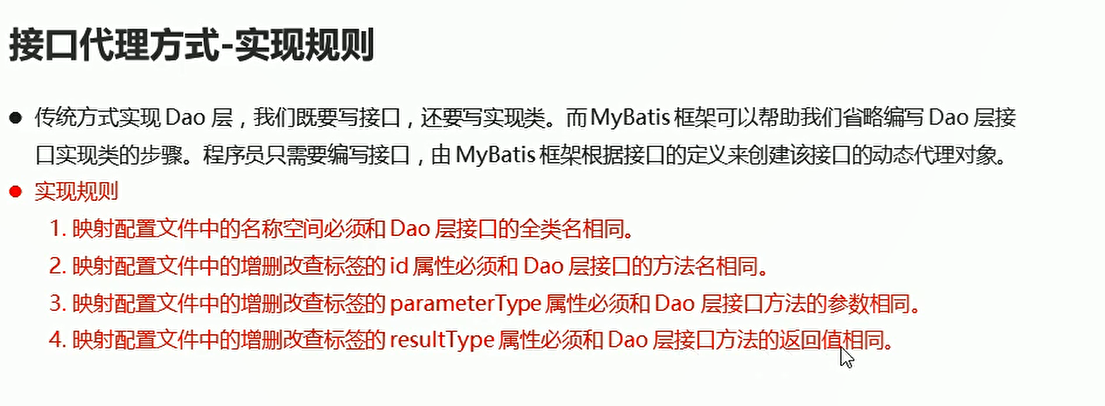 接口代理方式-实现规则
● 传统方式实现 Dao 层，我们既要写接口，还要写实现类。而 MyBatis 框架可以帮助我们省略编写 Dao 层接
口实现类的步骤。程序员只需要编写接口，由 MyBatis 框架根据接口的定义来创建该接口的动态代理对象。
● 实现规则
1. 映射配置文件中的名称空间必须和 Dao 层接口的全类名相同。
2. 映射配置文件中的增删改查标签的 id 属性必须和 Dao 层接口的方法名相同。
3. 映射配置文件中的增删改查标签的 parameterType 属性必须和 Dao 层接口方法的参数相同。
4. 映射配置文件中的增删改查标签的 resultType 属性必须和 Dao 层接口方法的返回值相同。